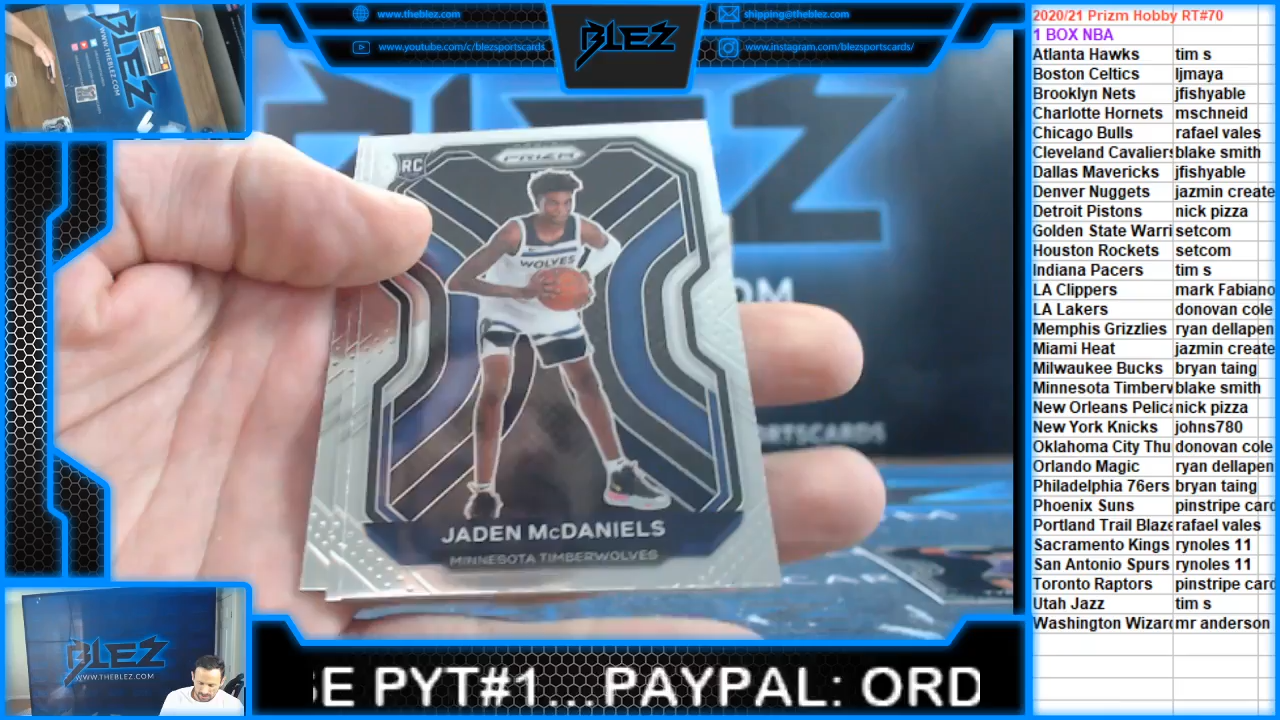 BLEZ
WWW.THEBLEZ.COM
www.theblez.com
www.youtube.com/c/blezsportscards
BLEZ
shipping@theblez.com
www.instagram.com/blezsportscards/
RC
PRIZM
WOLVES
JADEN McDANIELS
MINNESOTA TIMBERWOLVES
OM
ORTSCARDS
BLEZ
WWW.THEBLEZ.COM
SE PYT#1...PAYPAL: ORD
2020/21 Prizm Hobby RT#70
1 BOX NBA
Atlanta Hawks tim s
Boston Celtics ljmaya
Brooklyn Nets jfishyable
Charlotte Hornets mschneid
Chicago Bulls rafael vales
Cleveland Cavaliers blake smith
Dallas Mavericks jfishyable
Denver Nuggets jazmin create
Detroit Pistons nick pizza
Golden State Warri setcom
Houston Rockets setcom
Indiana Pacers tim s
LA Clippers mark Fabiano
LA Lakers donovan cole
Memphis Grizzlies ryan dellapen
Miami Heat jazmin create
Milwaukee Bucks bryan taing
Minnesota Timberw blake smith
New Orleans Pelica nick pizza
New York Knicks johns780
Oklahoma City Thu donovan cole
Orlando Magic ryan dellapen
Philadelphia 76ers bryan taing
Phoenix Suns pinstripe card
Portland Trail Blaze rafael vales
Sacramento Kings rynoles 11
San Antonio Spurs rynoles 11
Toronto Raptors pinstripe card
Utah Jazz tim s
Washington Wizard mr anderson